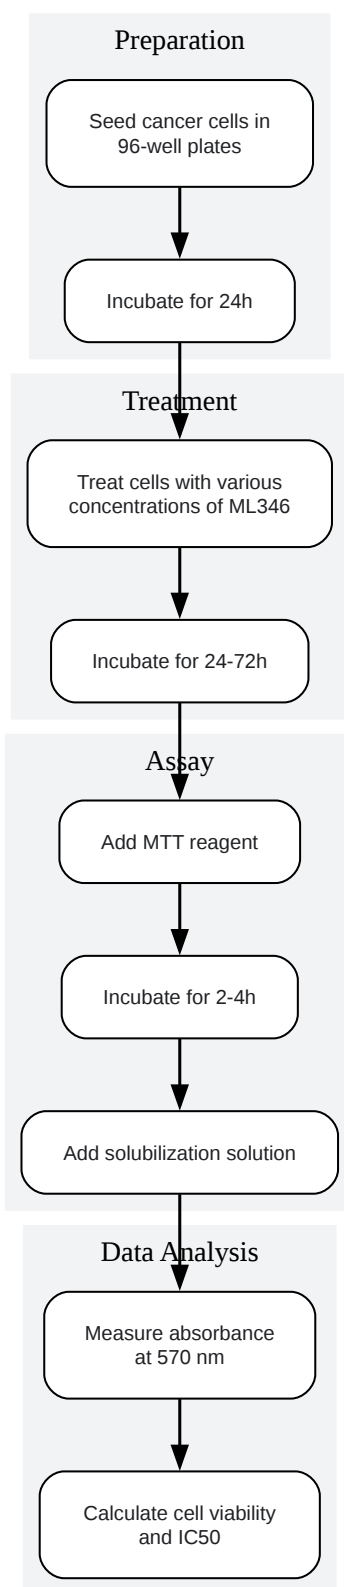 Preparation
Seed cancer cells in
96-well plates
Incubate for 24h
Treatment
Treat cells with various
concentrations of ML346
Incubate for 24-72h
Assay
Add MTT reagent
Incubate for 2-4h
Add solubilization solution
Data Analysis
Measure absorbance
at 570 nm
Calculate cell viability
and IC50